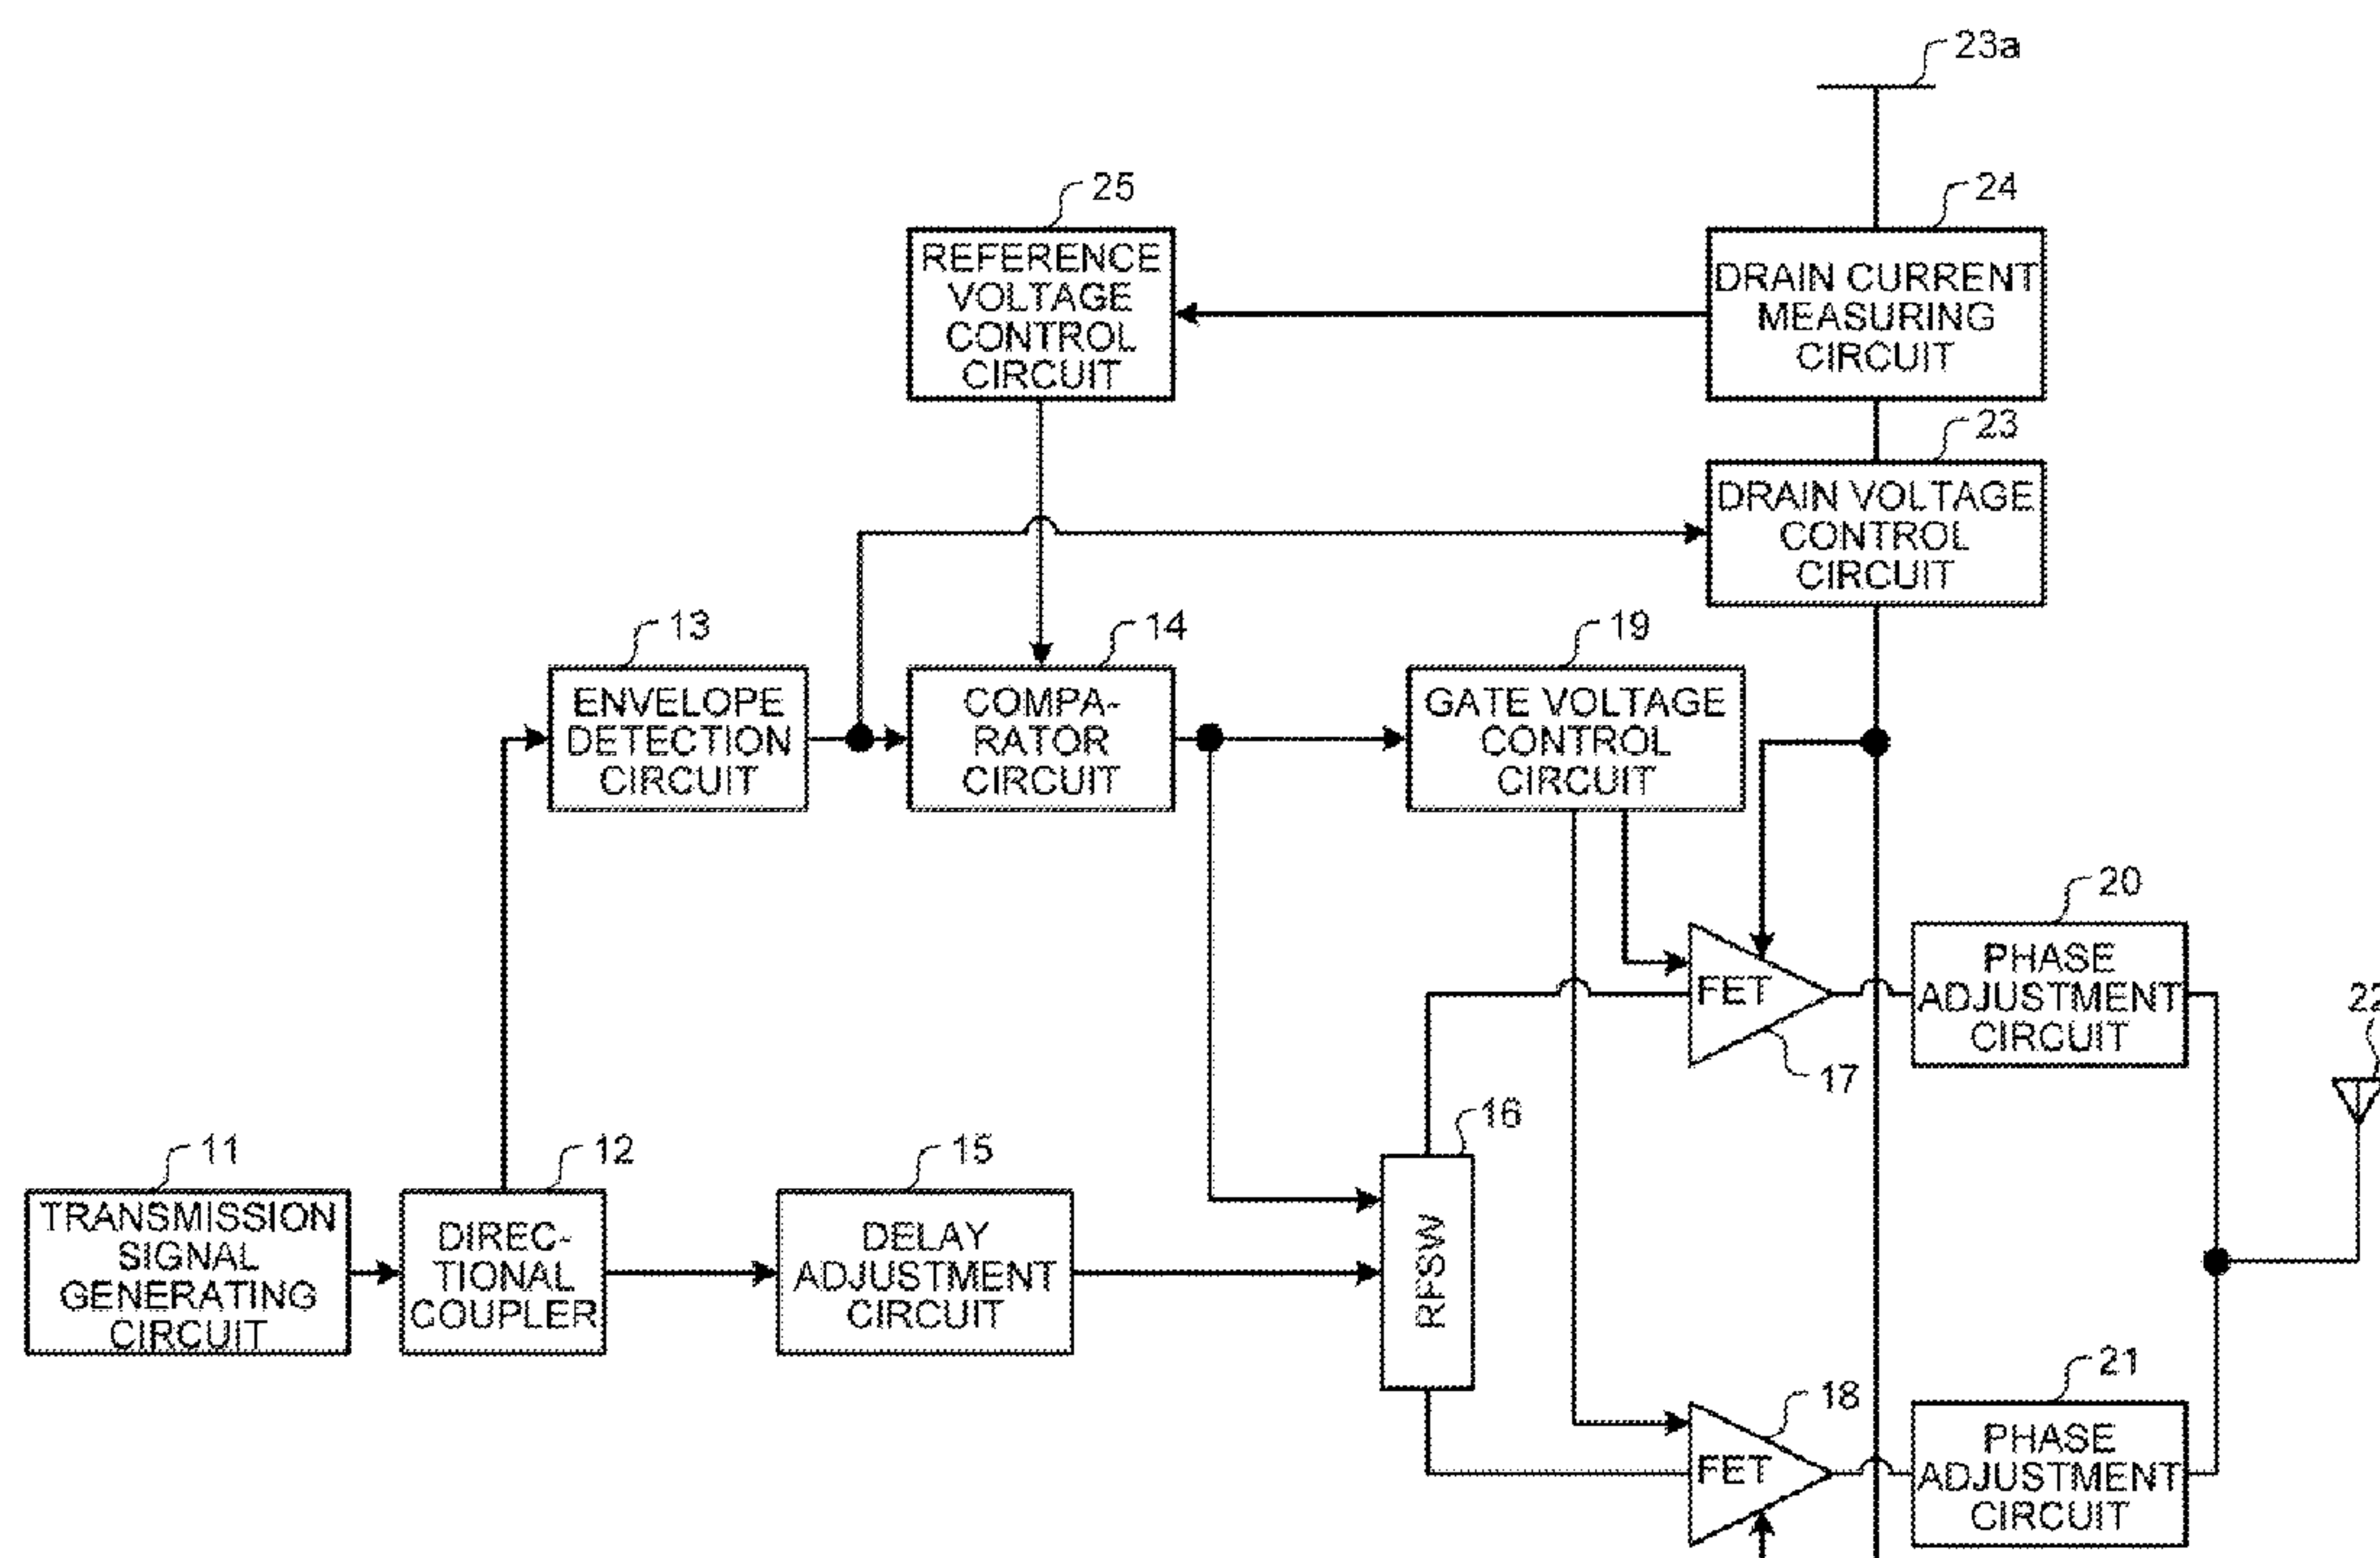 23a
25
24
REFERENCE
VOLTAGE
CONTROL
CIRCUIT
DRAIN CURRENT
MEASURING
CIRCUIT
23
DRAIN VOLTAGE
CONTROL
CIRCUIT
13
14
19
ENVELOPE
DETECTION
CIRCUIT
COMPA-
RATOR
CIRCUIT
GATE VOLTAGE
CONTROL
CIRCUIT
20
FET
PHASE
ADJUSTMENT
CIRCUIT
22
17
16
11
12
15
TRANSMISSION
SIGNAL
GENERATING
CIRCUIT
DIREC-
TIONAL
COUPLER
DELAY
ADJUSTMENT
CIRCUIT
RFSW
21
18
FET
PHASE
ADJUSTMENT
CIRCUIT